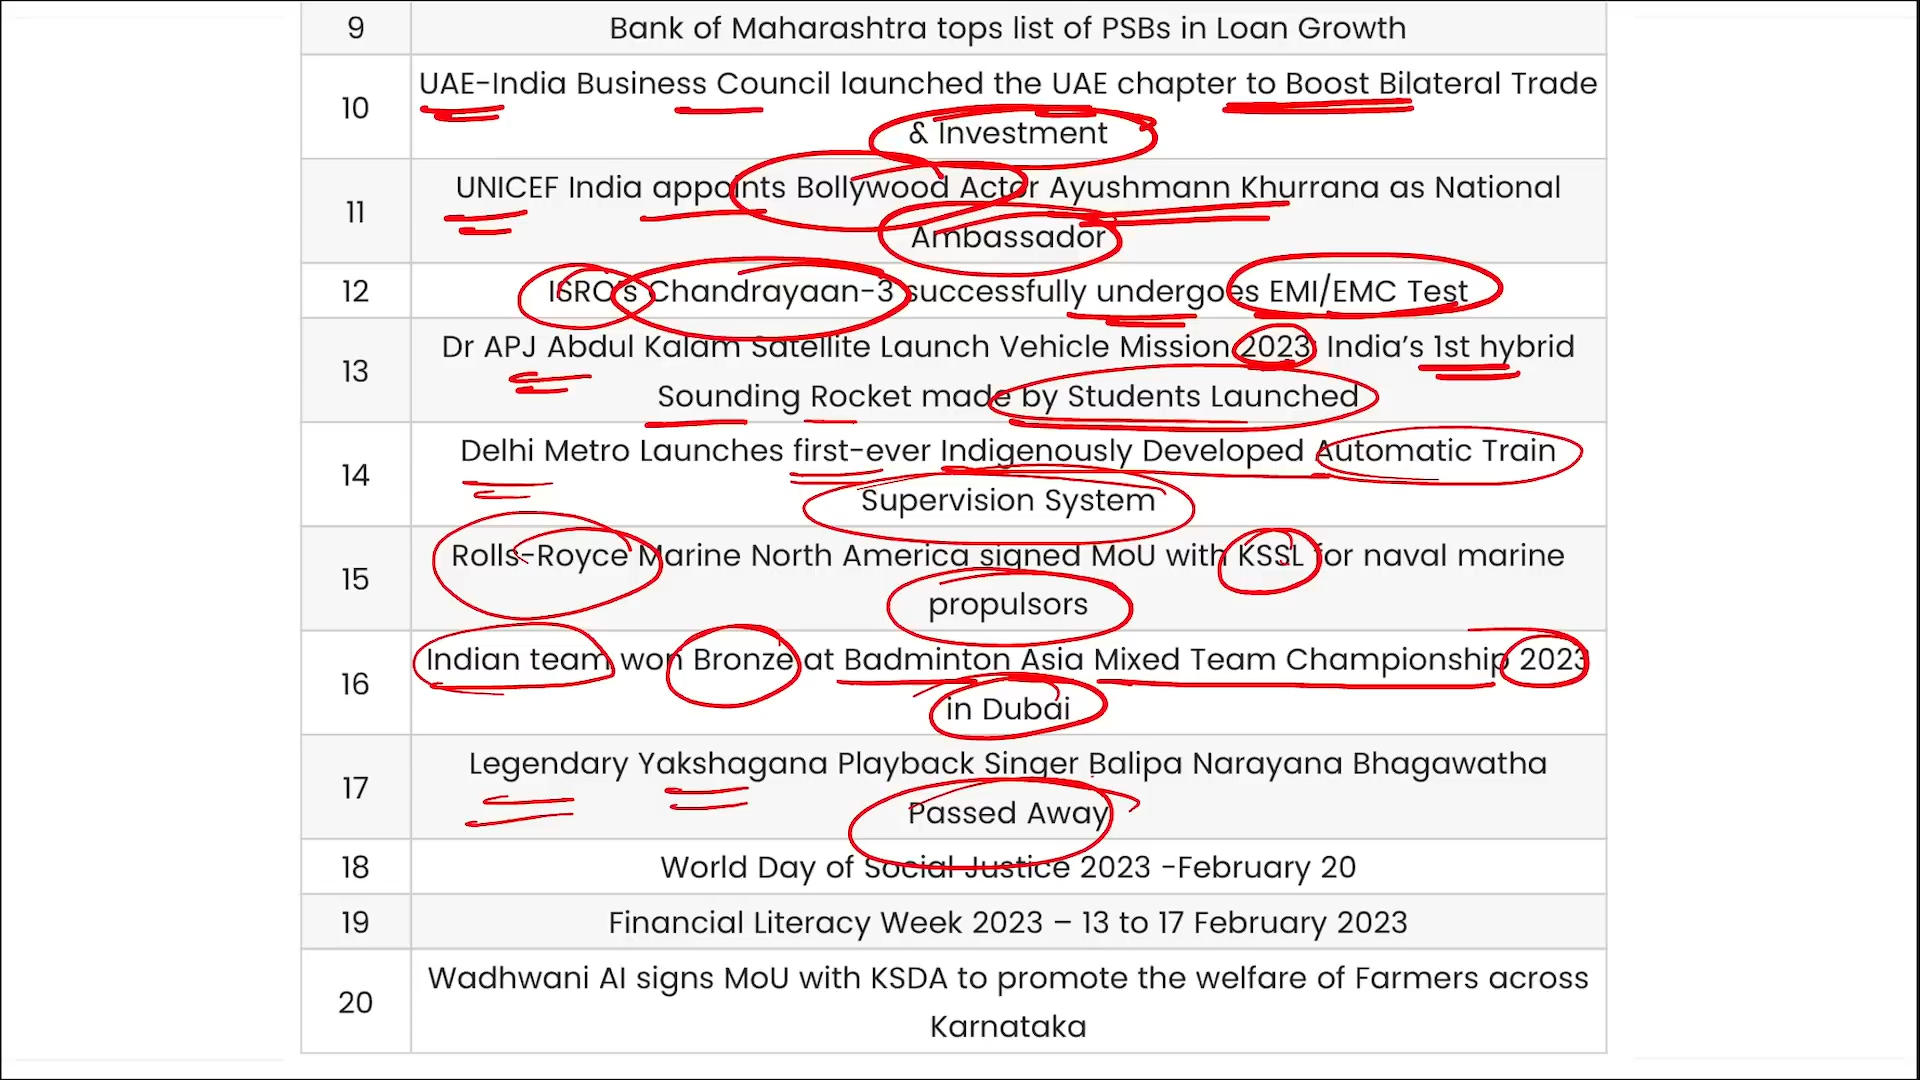 9 Bank of Maharashtra tops list of PSBs in Loan Growth
10 UAE-India Business Council launched the UAE chapter to Boost Bilateral Trade
& Investment
11 UNICEF India appoints Bollywood Actor Ayushmann Khurrana as National
Ambassador
12 ISRO's Chandrayaan-3 successfully undergoes EMI/EMC Test
13 Dr APJ Abdul Kalam Satellite Launch Vehicle Mission 2023: India's 1st hybrid
Sounding Rocket made by Students Launched
14 Delhi Metro Launches first-ever Indigenously Developed Automatic Train
Supervision System
15 Rolls-Royce Marine North America signed MoU with KSSL for naval marine
propulsors
16 Indian team won Bronze at Badminton Asia Mixed Team Championship 2023
in Dubai
17 Legendary Yakshagana Playback Singer Balipa Narayana Bhagawatha
Passed Away
18 World Day of Social Justice 2023 -February 20
19 Financial Literacy Week 2023 – 13 to 17 February 2023
20 Wadhwani AI signs MoU with KSDA to promote the welfare of Farmers across
Karnataka